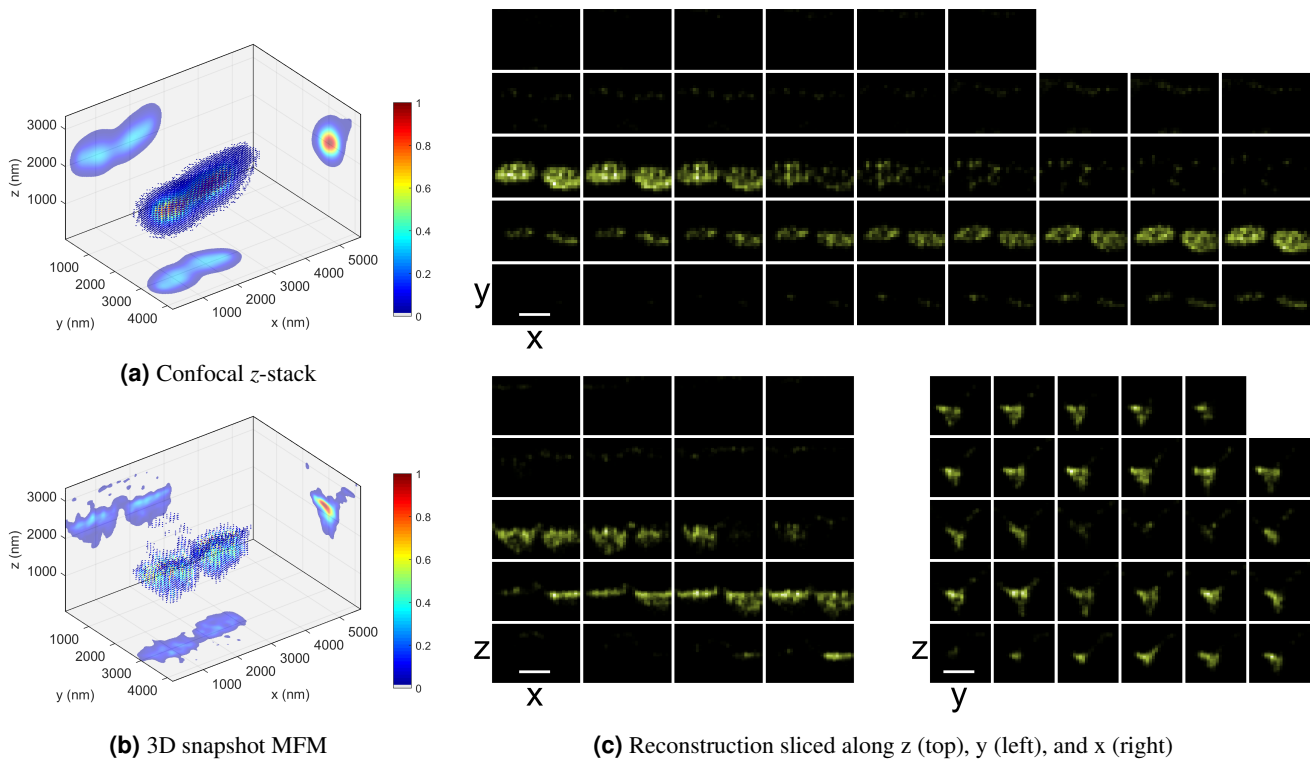 3000
2000
1000
z (nm)
1000
2000
3000
4000
y (nm)
1000
2000
3000
4000
5000
x (nm)
1
0.8
0.6
0.4
0.2
0
(a) Confocal z-stack
3000
2000
1000
z (nm)
1000
2000
3000
4000
y (nm)
1000
2000
3000
4000
5000
x (nm)
1
0.8
0.6
0.4
0.2
0
(b) 3D snapshot MFM
y
x
z
x
z
y
(c) Reconstruction sliced along z (top), y (left), and x (right)